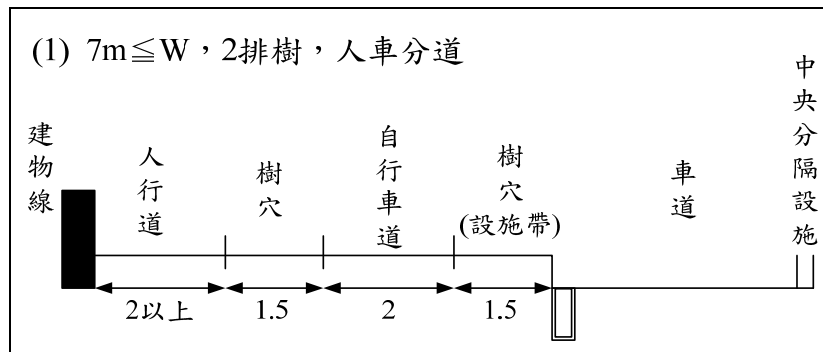 (1) 7m≦W，2排樹，人車分道
建物線
人行道
樹穴
自行車道
樹穴
(設施帶)
車道
中央分隔設施
2以上
1.5
2
1.5